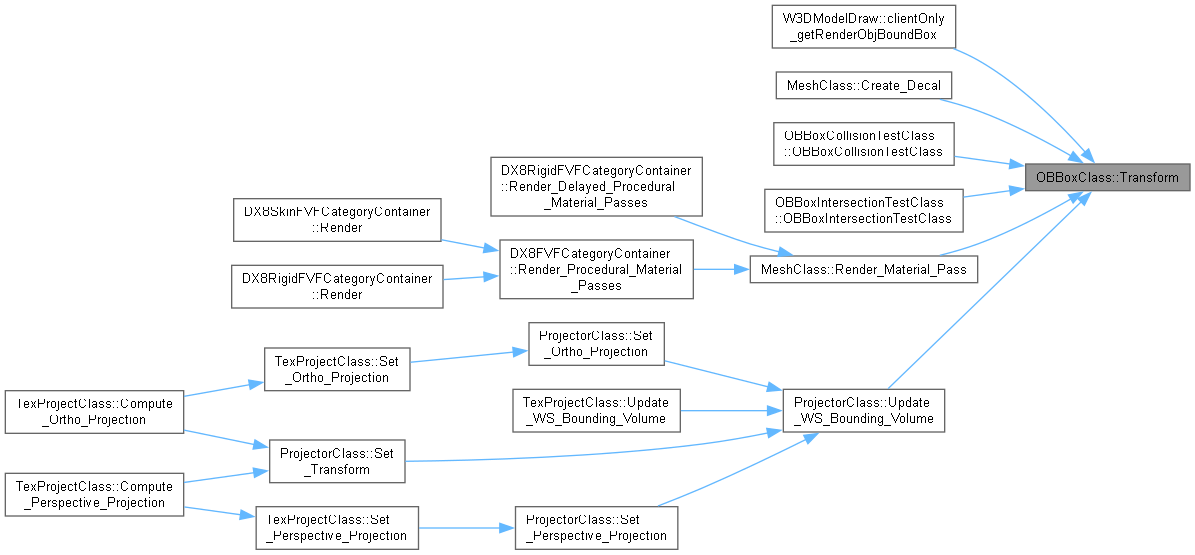 W3DModelDraw::clientOnly
_getRenderObjBoundBox
MeshClass::Create_Decal
OBBoxCollisionTestClass
::OBBoxCollisionTestClass
OBBoxClass::Transform
DX8RigidFVFCategoryContainer
::Render_Delayed_Procedural
_Material_Passes
OBBoxIntersectionTestClass
::OBBoxIntersectionTestClass
DX8SkinFVFCategoryContainer
::Render
DX8FVFCategoryContainer
::Render_Procedural_Material
_Passes
MeshClass::Render_Material_Pass
DX8RigidFVFCategoryContainer
::Render
ProjectorClass::Set
_Ortho_Projection
TexProjectClass::Set
_Ortho_Projection
TexProjectClass::Compute
_Ortho_Projection
TexProjectClass::Update
_WS_Bounding_Volume
ProjectorClass::Update
_WS_Bounding_Volume
ProjectorClass::Set
_Transform
TexProjectClass::Compute
_Perspective_Projection
TexProjectClass::Set
_Perspective_Projection
ProjectorClass::Set
_Perspective_Projection